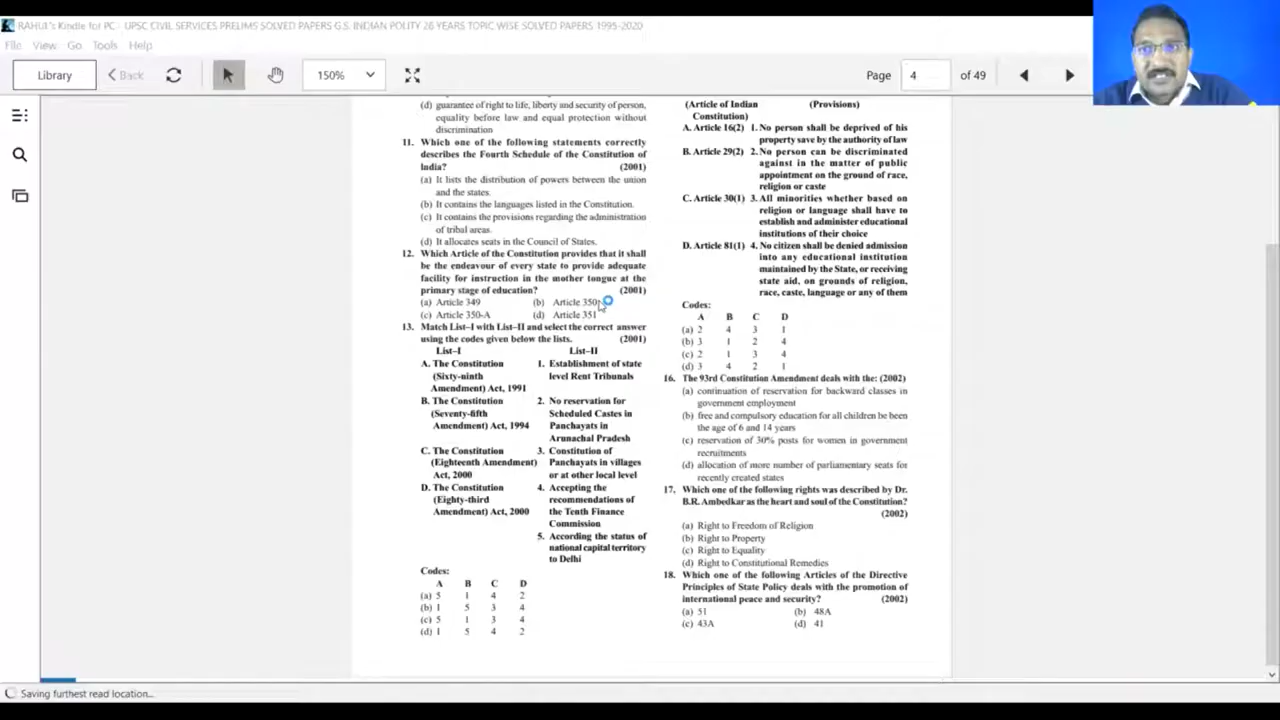 RAHUL's Kindle for PC - UPSC CIVIL SERVICES PRELIMS SOLVED PAPERS G.S. INDIAN POLITY 26 YEARS TOPIC WISE SOLVED PAPERS 1995-2020
File View Go Tools Help
Library
Back
150%
Page 4 of 49
(d) guarantee of right to life, liberty and security of person,
equality before law and equal protection without
discrimination
11. Which one of the following statements correctly
describes the Fourth Schedule of the Constitution of
India? (2001)
(a) It lists the distribution of powers between the union
and the states.
(b) It contains the languages listed in the Constitution.
(c) It contains the provisions regarding the administration
of tribal areas.
(d) It allocates seats in the Council of States.
12. Which Article of the Constitution provides that it shall
be the endeavour of every state to provide adequate
facility for instruction in the mother tongue at the
primary stage of education? (2001)
(a) Article 349 (b) Article 350
(c) Article 350-A (d) Article 351
13. Match List–I with List–II and select the correct answer
using the codes given below the lists. (2001)
List–I List–II
A. The Constitution 1. Establishment of state
(Sixty-ninth level Rent Tribunals
Amendment) Act, 1991
B. The Constitution 2. No reservation for
(Seventy-fifth Scheduled Castes in
Amendment) Act, 1994 Panchayats in
Arunachal Pradesh
C. The Constitution 3. Constitution of
(Eighteenth Amendment) Panchayats in villages
Act, 2000 or at other local level
D. The Constitution 4. Accepting the
(Eighty-third recommendations of
Amendment) Act, 2000 the Tenth Finance
Commission
5. According the status of
national capital territory
to Delhi
Codes:
A B C D
(a) 5 1 4 2
(b) 1 5 3 4
(c) 5 1 3 4
(d) 1 5 4 2
(Article of Indian (Provisions)
Constitution)
A. Article 16(2) 1. No person shall be deprived of his
property save by the authority of law
B. Article 29(2) 2. No person can be discriminated
against in the matter of public
appointment on the ground of race,
religion or caste
C. Article 30(1) 3. All minorities whether based on
religion or language shall have to
establish and administer educational
institutions of their choice
D. Article 81(1) 4. No citizen shall be denied admission
into any educational institution
maintained by the State, or receiving
state aid, on grounds of religion,
race, caste, language or any of them
Codes:
A B C D
(a) 2 4 3 1
(b) 3 1 2 4
(c) 2 1 3 4
(d) 3 4 2 1
16. The 93rd Constitution Amendment deals with the: (2002)
(a) continuation of reservation for backward classes in
government employment
(b) free and compulsory education for all children be been
the age of 6 and 14 years
(c) reservation of 30% posts for women in government
recruitments
(d) allocation of more number of parliamentary seats for
recently created states
17. Which one of the following rights was described by Dr.
B.R. Ambedkar as the heart and soul of the Constitution?
(2002)
(a) Right to Freedom of Religion
(b) Right to Property
(c) Right to Equality
(d) Right to Constitutional Remedies
18. Which one of the following Articles of the Directive
Principles of State Policy deals with the promotion of
international peace and security? (2002)
(a) 51 (b) 48A
(c) 43A (d) 41
Saving furthest read location...